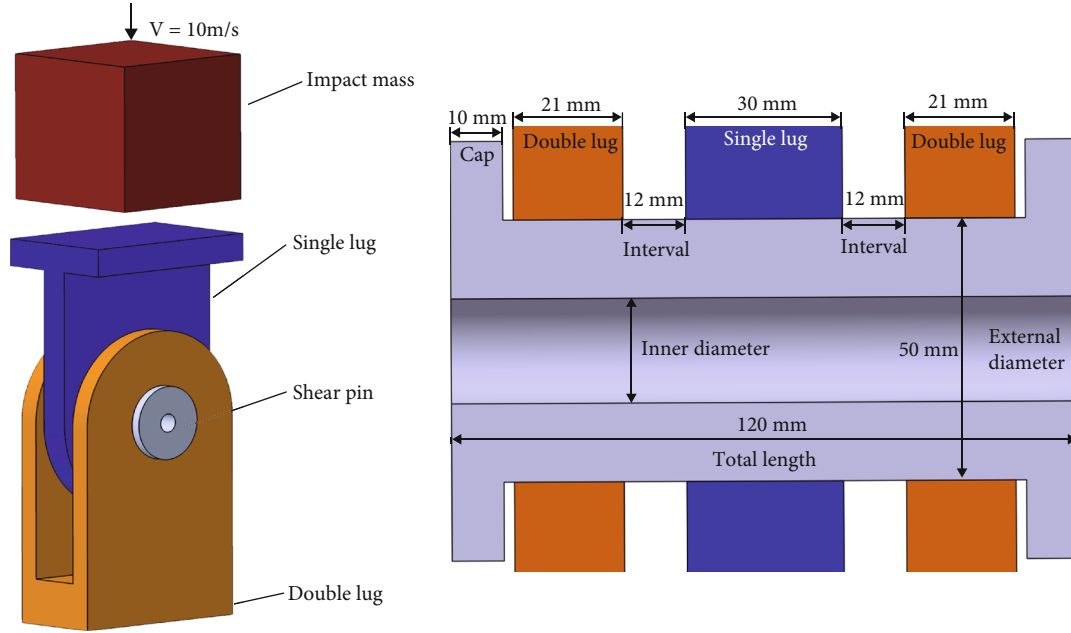 V = 10m/s
Impact mass
Single lug
Shear pin
Double lug
10 mm
21 mm
30 mm
21 mm
Cap
Double lug
Single lug
Double lug
12 mm
12 mm
Interval
Interval
Inner diameter
50 mm
External
diameter
120 mm
Total length